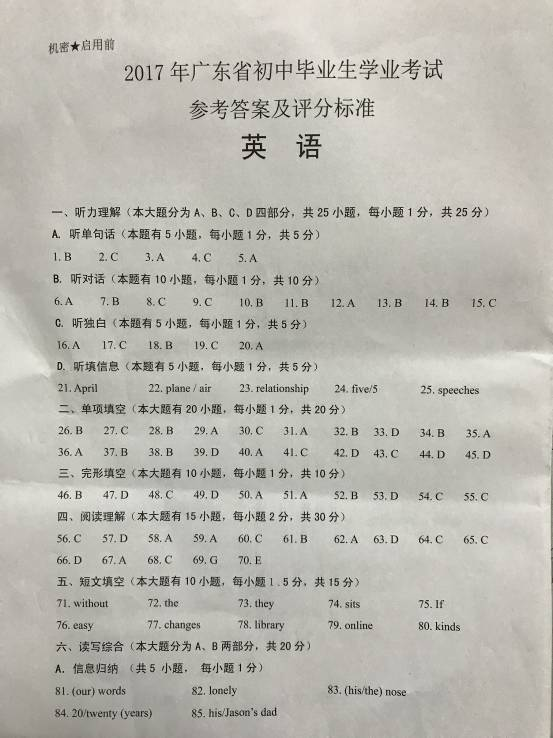 机密★启用前
2017 年广东省初中毕业生学业考试
参考答案及评分标准
英 语
一、听力理解（本大题分为 A、B、C、D 四部分，共 25 小题，每小题 1 分，共 25 分）
A. 听单句话（本题有 5 小题，每小题 1 分，共 5 分）
1. B 2. C 3. A 4. C 5. A
B. 听对话（本题有 10 小题，每小题 1 分，共 10 分）
6. A 7. B 8. C 9. C 10. B 11. B 12. A 13. B 14. B 15. C
C. 听独白（本题有 5 小题，每小题 1 分，共 5 分）
16. A 17. C 18. B 19. C 20. A
D. 听填信息（本题有 5 小题，每小题 1 分，共 5 分）
21. April 22. plane / air 23. relationship 24. five/5 25. speeches
二、单项填空（本大题有 20 小题，每小题 1 分，共 20 分）
26. B 27. C 28. B 29. A 30. C 31. A 32. B 33. D 34. B 35. A
36. A 37. B 38. B 39. D 40. A 41. C 42. D 43. C 44. D 45. D
三、完形填空（本大题有 10 小题，每小题 1 分，共 10 分）
46. B 47. D 48. C 49. D 50. A 51. A 52. B 53. D 54. C 55. C
四、阅读理解（本大题有 15 小题，每小题 2 分，共 30 分）
56. C 57. D 58. A 59. A 60. C 61. B 62. A 63. D 64. C 65. C
66. D 67. A 68. C 69. G 70. E
五、短文填空（本大题有 10 小题，每小题 1.5 分，共 15 分）
71. without 72. the 73. they 74. sits 75. If
76. easy 77. changes 78. library 79. online 80. kinds
六、读写综合（本大题分为 A、B 两部分，共 20 分）
A. 信息归纳（共 5 小题， 每小题 1 分）
81. (our) words 82. lonely 83. (his/the) nose
84. 20/twenty (years) 85. his/Jason's dad